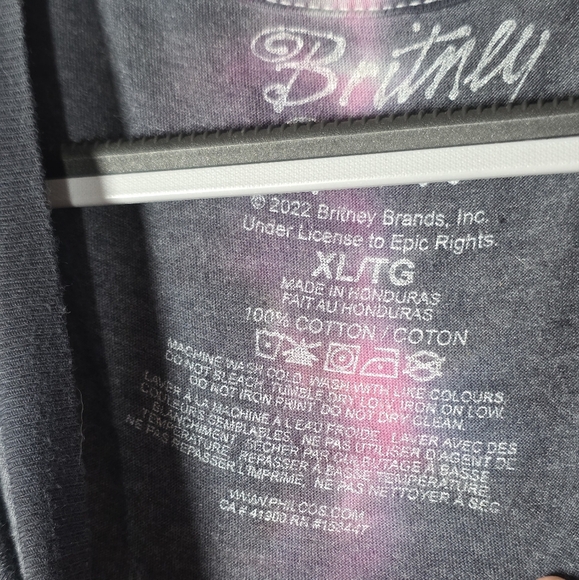 Britney
© 2022 Britney Brands, Inc.
Under License to Epic Rights.
XL/TG
MADE IN HONDURAS
FAIT AU HONDURAS
100% COTTON / COTON
MACHINE WASH COLD, WASH WITH LIKE COLOURS
DO NOT BLEACH, TUMBLE DRY LOW, IRON ON LOW.
DO NOT IRON PRINT. DO NOT DRY CLEAN.
LAVER À LA MACHINE À L'EAU FROIDE. LAVER AVEC DES
COULEURS SEMBLABLES. NE PAS UTILISER D'AGENT DE
BLANCHIMENT. SÉCHER PAR CULBUTAGE À BASSE
TEMPÉRATURE. REPASSER À BASSE TEMPÉRATURE.
NE PAS REPASSER L'IMPRIMÉ. NE PAS NETTOYER À SEC
WWW.PHILCOS.COM
CA # 41900 RN #153447